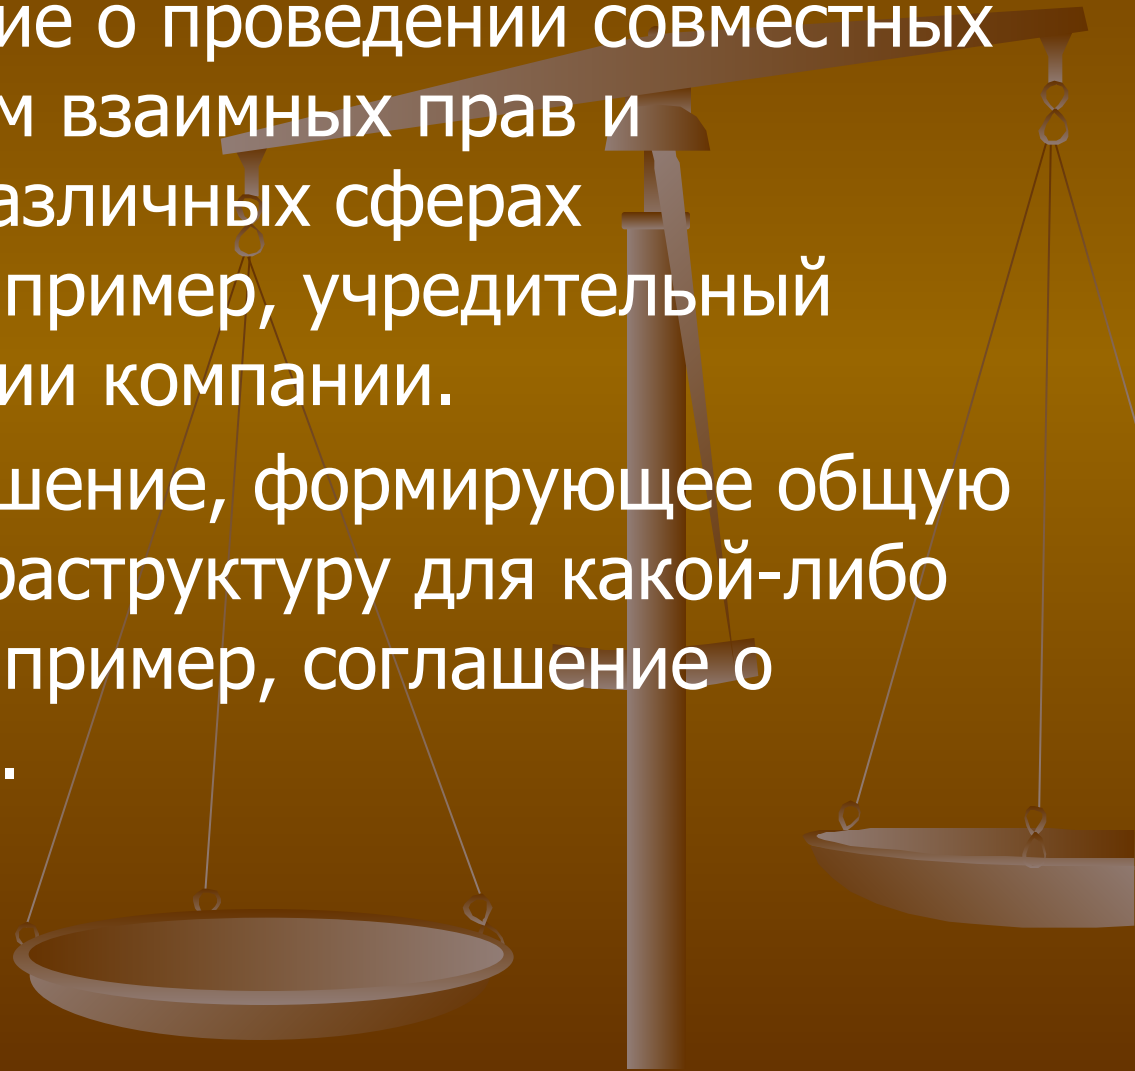 ие о проведении совместных
м взаимных прав и
азличных сферах
пример, учредительный
ии компании.
шение, формирующее общую
раструктуру для какой-либо
пример, соглашение о
.